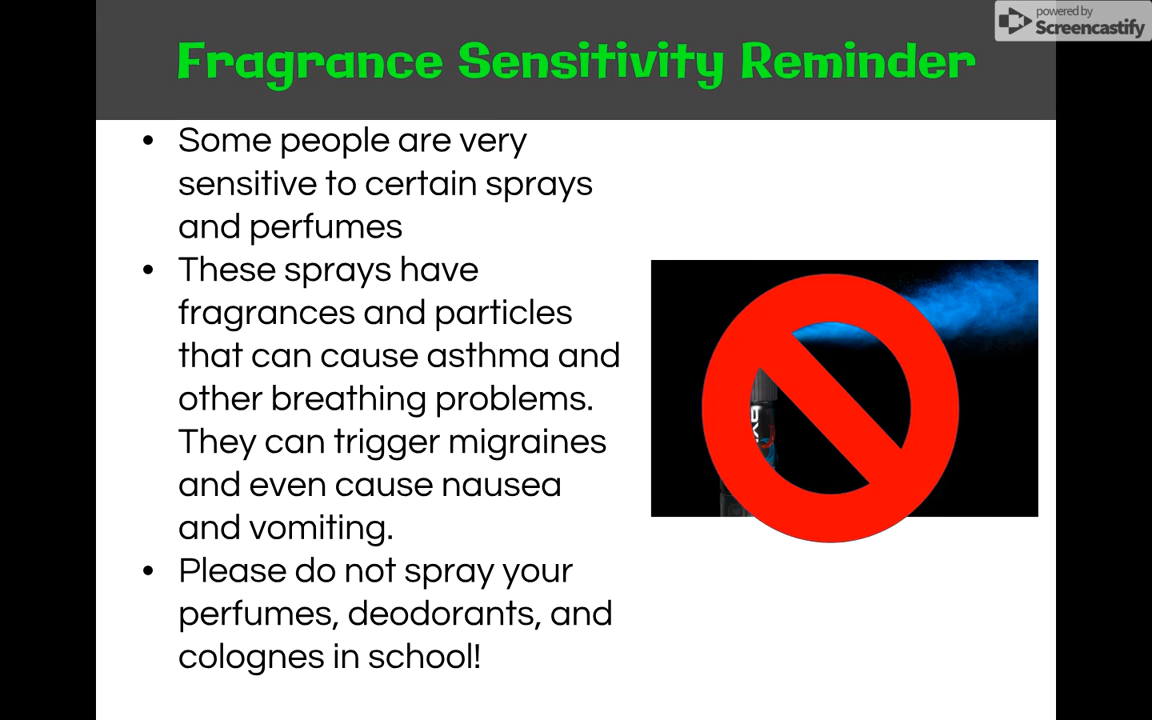 powered by
Screencastify
Fragrance Sensitivity Reminder
• Some people are very
sensitive to certain sprays
and perfumes
• These sprays have
fragrances and particles
that can cause asthma and
other breathing problems.
They can trigger migraines
and even cause nausea
and vomiting.
• Please do not spray your
perfumes, deodorants, and
colognes in school!